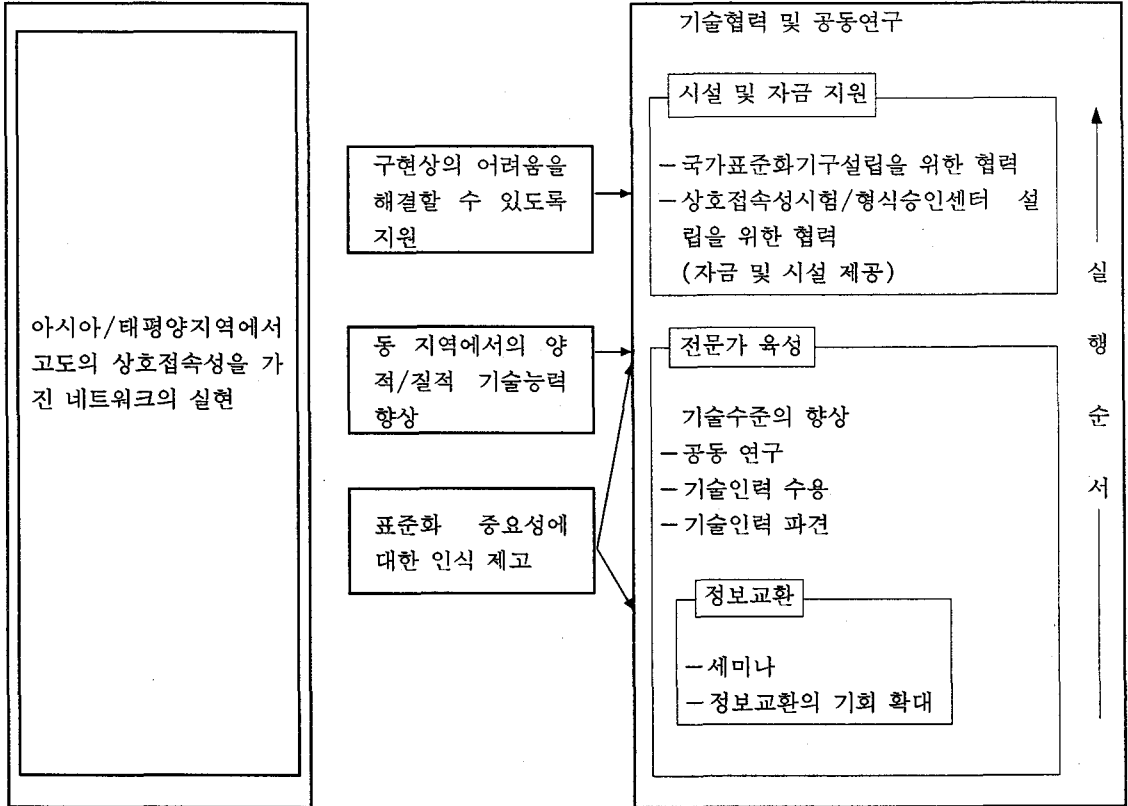 아시아/태평양지역에서
고도의 상호접속성을 가
진 네트워크의 실현
구현상의 어려움을
해결할 수 있도록
지원
동 지역에서의 양
적/질적 기술능력
향상
표준화 중요성에
대한 인식 제고
기술협력 및 공동연구
시설 및 자금 지원
-국가표준화기구설립을 위한 협력
-상호접속성시험/형식승인센터 설
립을 위한 협력
(자금 및 시설 제공)
전문가 육성
기술수준의 향상
-공동 연구
-기술인력 수용
-기술인력 파견
정보교환
-세미나
-정보교환의 기회 확대
실
행
순
서